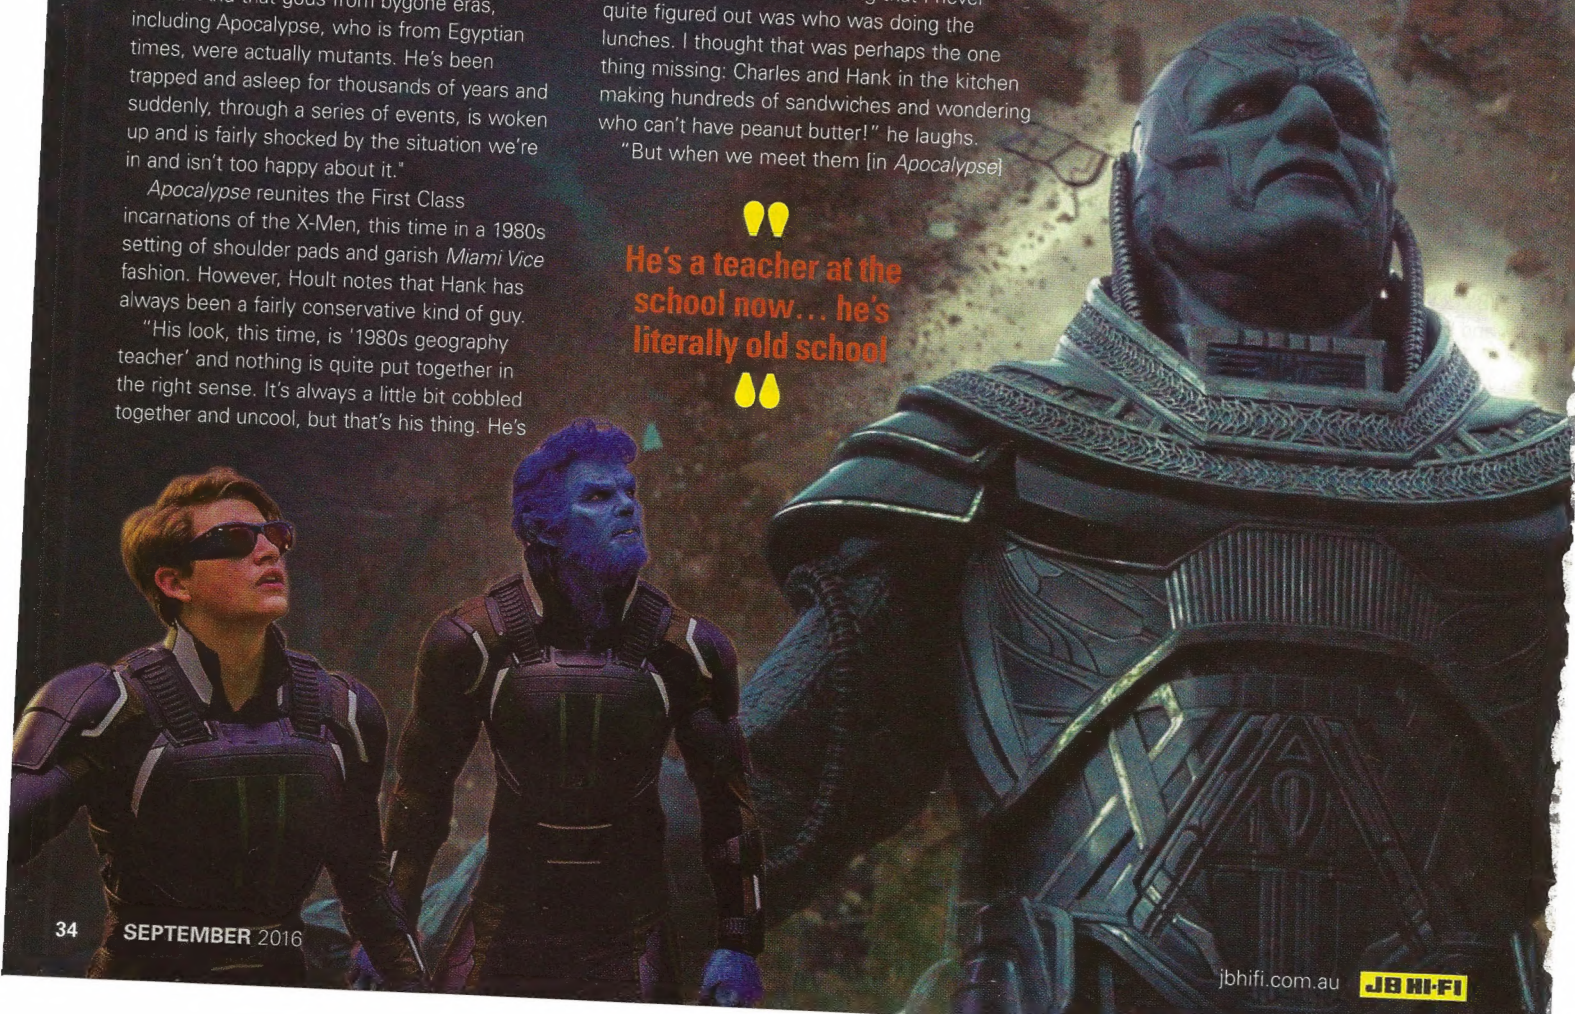 that gods from bygone eras,
including Apocalypse, who is from Egyptian
times, were actually mutants. He's been
trapped and asleep for thousands of years and
suddenly, through a series of events, is woken
up and is fairly shocked by the situation we're
in and isn't too happy about it."
Apocalypse reunites the First Class
incarnations of the X-Men, this time in a 1980s
setting of shoulder pads and garish Miami Vice
fashion. However, Hoult notes that Hank has
always been a fairly conservative kind of guy.
"His look, this time, is '1980s geography
teacher' and nothing is quite put together in
the right sense. It's always a little bit cobbled
together and uncool, but that's his thing. He's
never
quite figured out was who was doing the
lunches. I thought that was perhaps the one
thing missing: Charles and Hank in the kitchen
making hundreds of sandwiches and wondering
who can't have peanut butter!" he laughs.
"But when we meet them [in Apocalypse]
"
He's a teacher at the
school now... he's
literally old school
"
34 SEPTEMBER 2016
jbhifi.com.au JB HI-FI